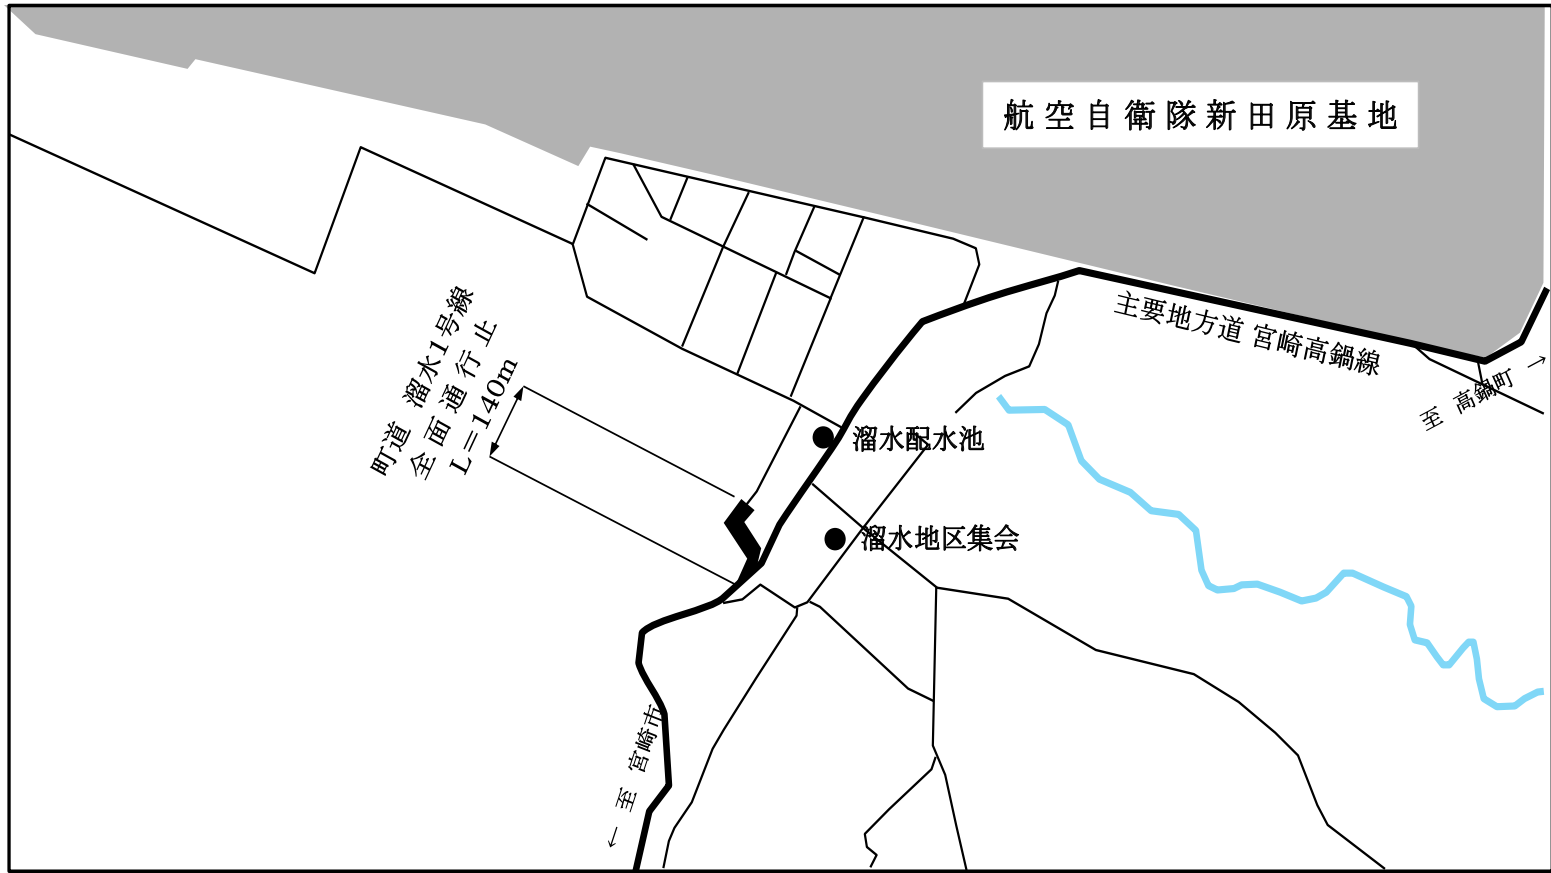 航空自衛隊新田原基地
主要地方道 宮崎高鍋線
至 高鍋町 →
町道 溜水1号線
全面通行止
L=140m
溜水配水池
溜水地区集会
← 至 宮崎市